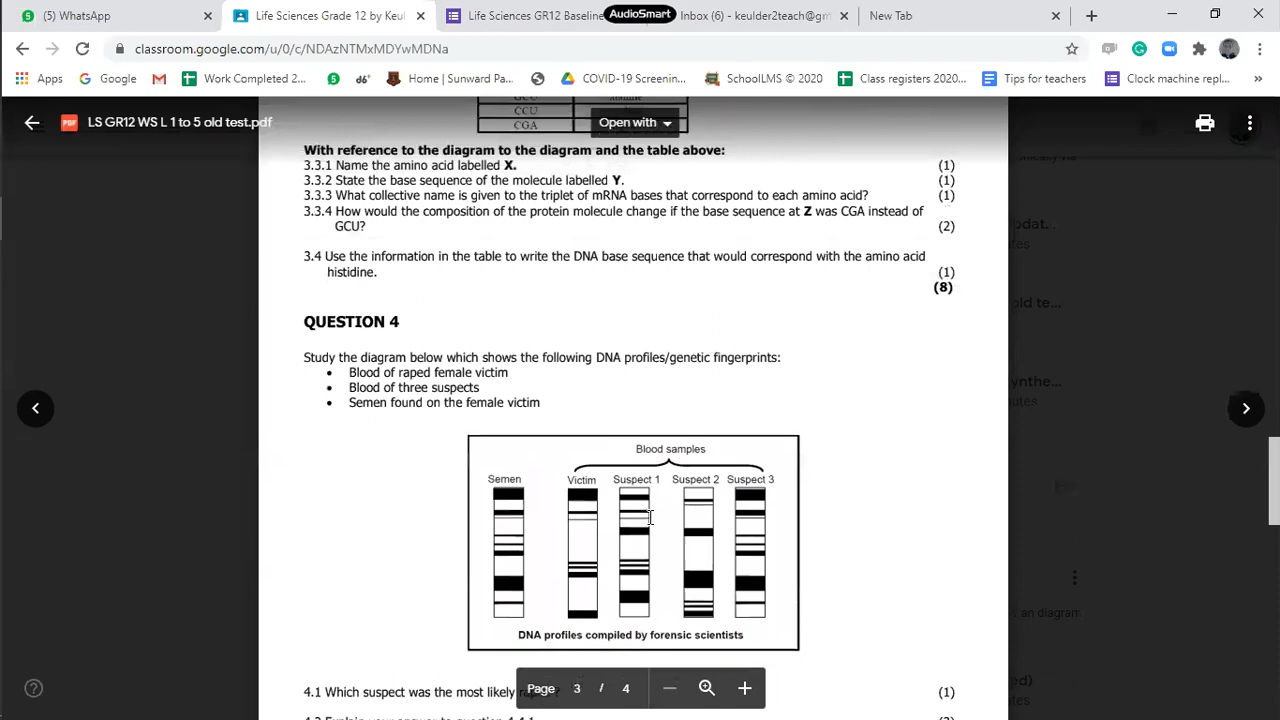 (5) WhatsApp
Life Sciences Grade 12 by Keul
Life Sciences GR12 Baseline
AudioSmart
Inbox (6) - keulder2teach@gm
New Tab
classroom.google.com/u/0/c/NDAzNTMxMDYwMDNa
Apps
Google
Work Completed 2...
Home | Sunward Pa...
COVID-19 Screenin...
SchoolLMS © 2020
Class registers 2020...
Tips for teachers
Clock machine repl...
PDF
LS GR12 WS L 1 to 5 old test.pdf
Open with
CCU
CGA
With reference to the diagram to the diagram and the table above:
3.3.1 Name the amino acid labelled X. (1)
3.3.2 State the base sequence of the molecule labelled Y. (1)
3.3.3 What collective name is given to the triplet of mRNA bases that correspond to each amino acid? (1)
3.3.4 How would the composition of the protein molecule change if the base sequence at Z was CGA instead of
GCU? (2)
3.4 Use the information in the table to write the DNA base sequence that would correspond with the amino acid
histidine. (1)
(8)
QUESTION 4
Study the diagram below which shows the following DNA profiles/genetic fingerprints:
• Blood of raped female victim
• Blood of three suspects
• Semen found on the female victim
Blood samples
Semen
Victim
Suspect 1
Suspect 2
Suspect 3
DNA profiles compiled by forensic scientists
4.1 Which suspect was the most likely (1)
Page 3 / 4